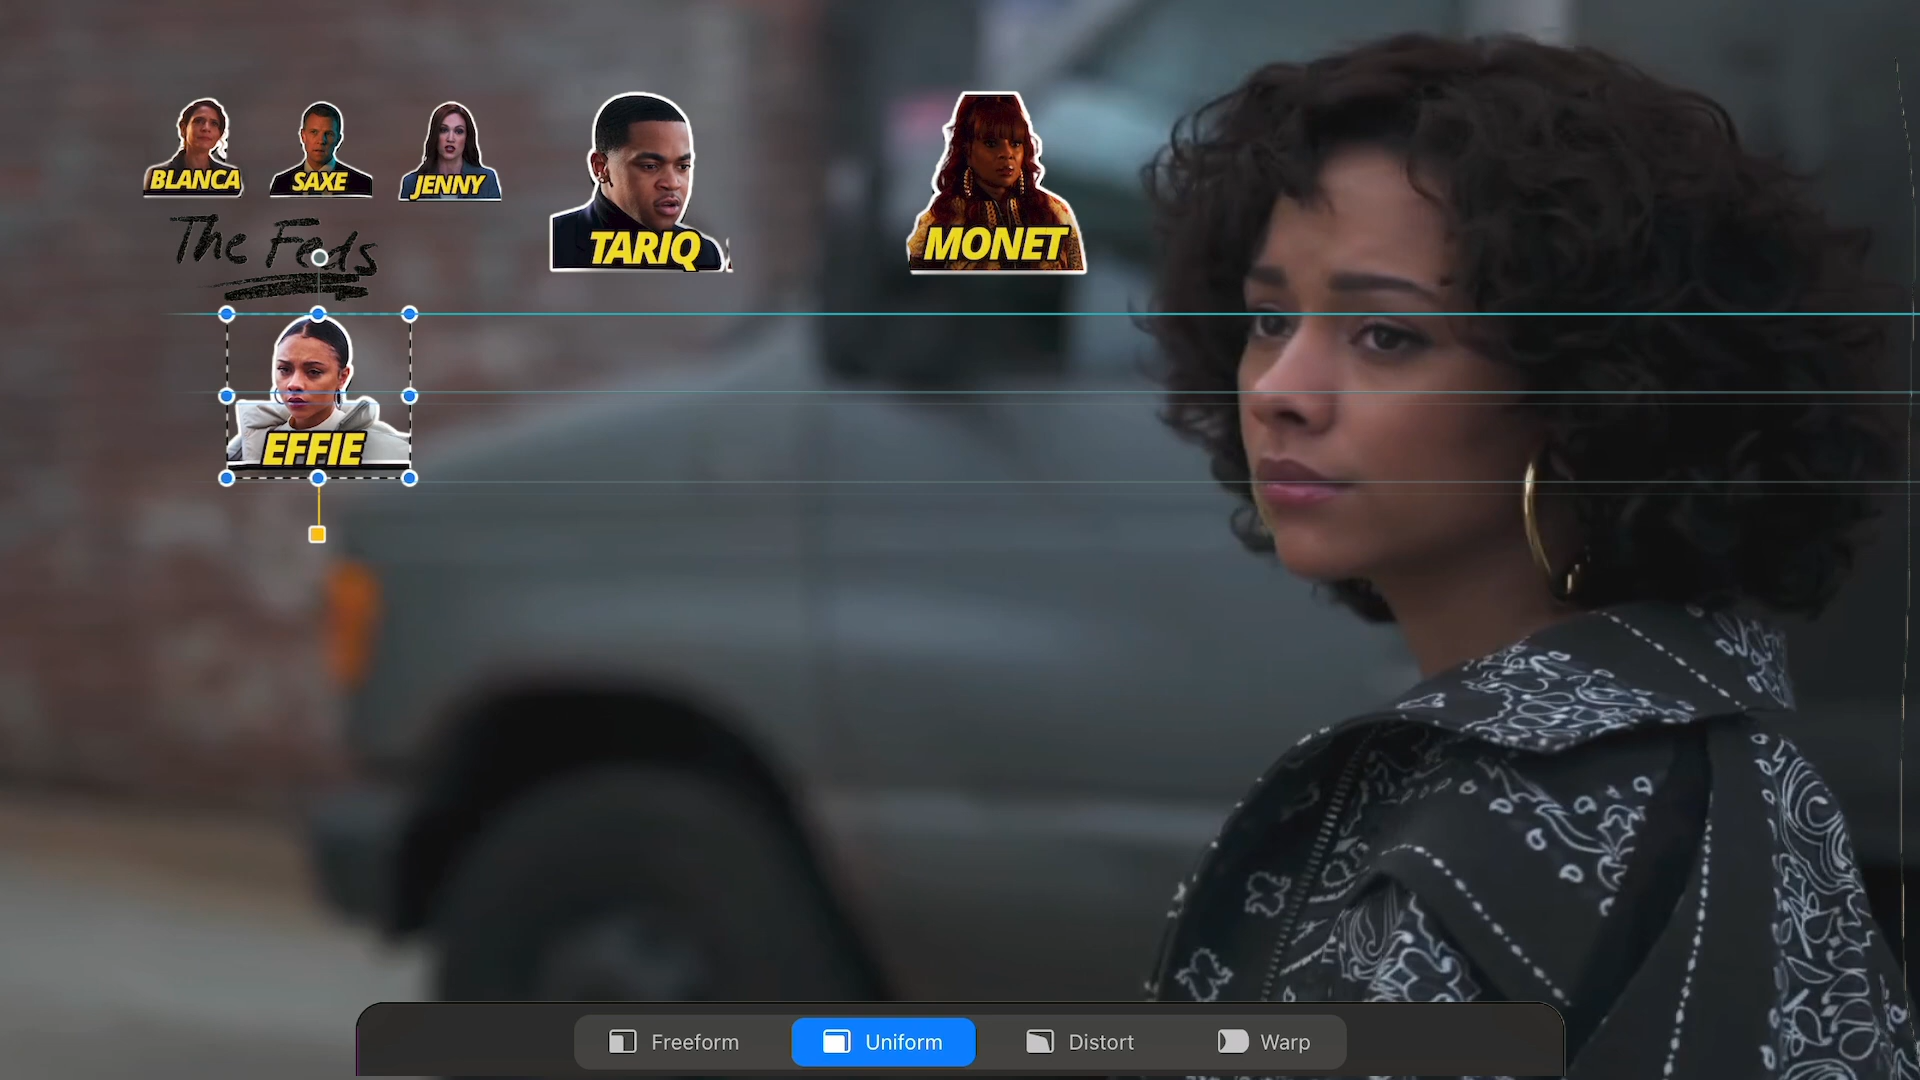 BLANCA
SAXE
JENNY
TARIQ
MONET
The Feds
EFFIE
Freeform
Uniform
Distort
Warp